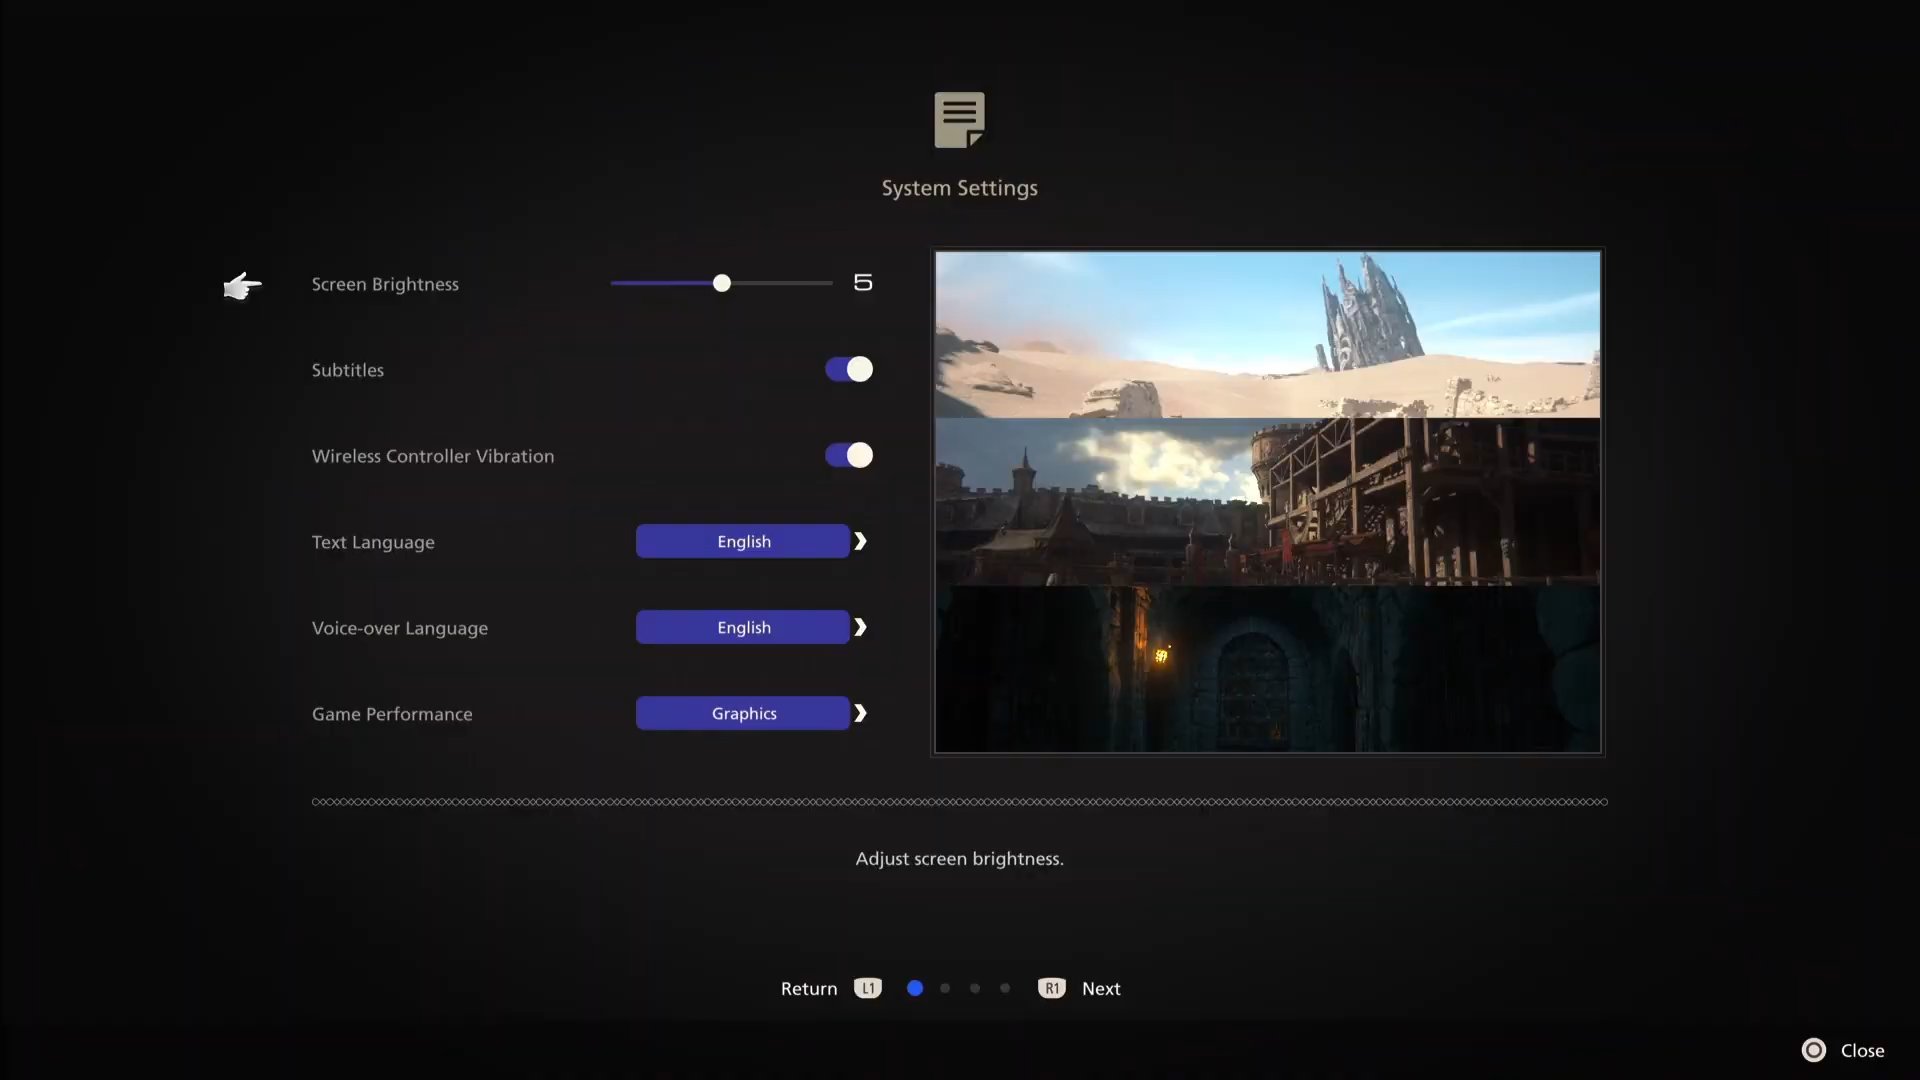 System Settings
Screen Brightness 5
Subtitles
Wireless Controller Vibration
Text Language English
Voice-over Language English
Game Performance Graphics
Adjust screen brightness.
Return L1 R1 Next
Close